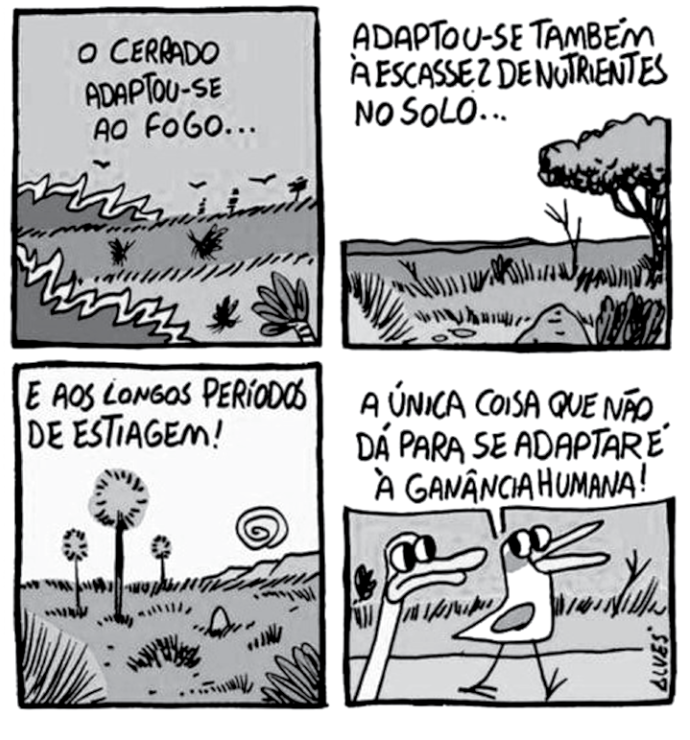 O CERRADO
ADAPTOU-SE
AO FOGO...
ADAPTOU-SE TAMBÉM
À ESCASSEZ DE NUTRIENTES
NO SOLO...
E AOS LONGOS PERÍODOS
DE ESTIAGEM!
A ÚNICA COISA QUE NÃO
DÁ PARA SE ADAPTAR É
À GANÂNCIA HUMANA!
ALVES